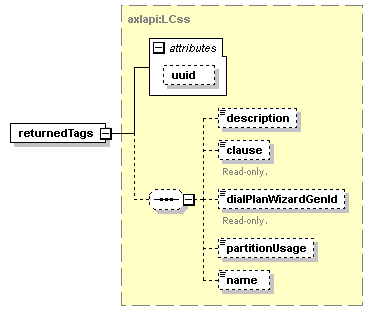 axlapi:LCss
attributes
uuid
returnedTags
description
clause
Read-only.
dialPlanWizardGenId
Read-only.
partitionUsage
name